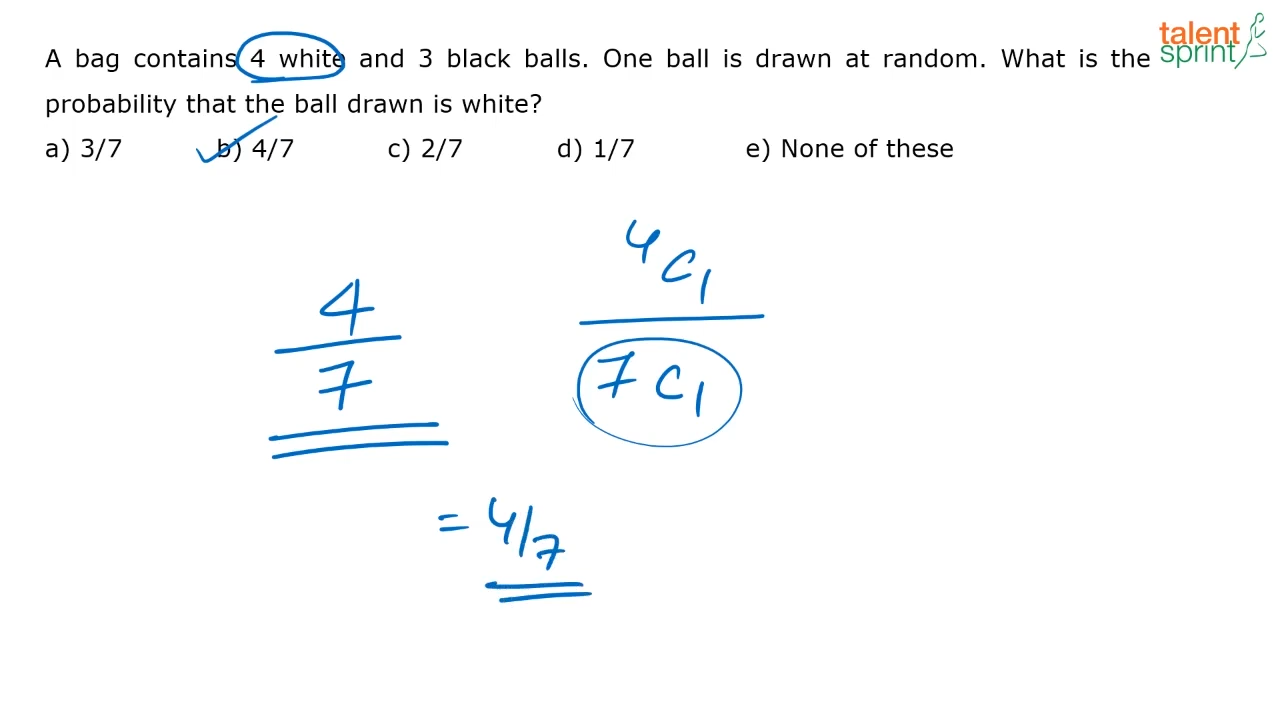 talent
sprint
A bag contains 4 white and 3 black balls. One ball is drawn at random. What is the
probability that the ball drawn is white?
a) 3/7 b) 4/7 c) 2/7 d) 1/7 e) None of these
4
7
4C1
7C1
= 4/7